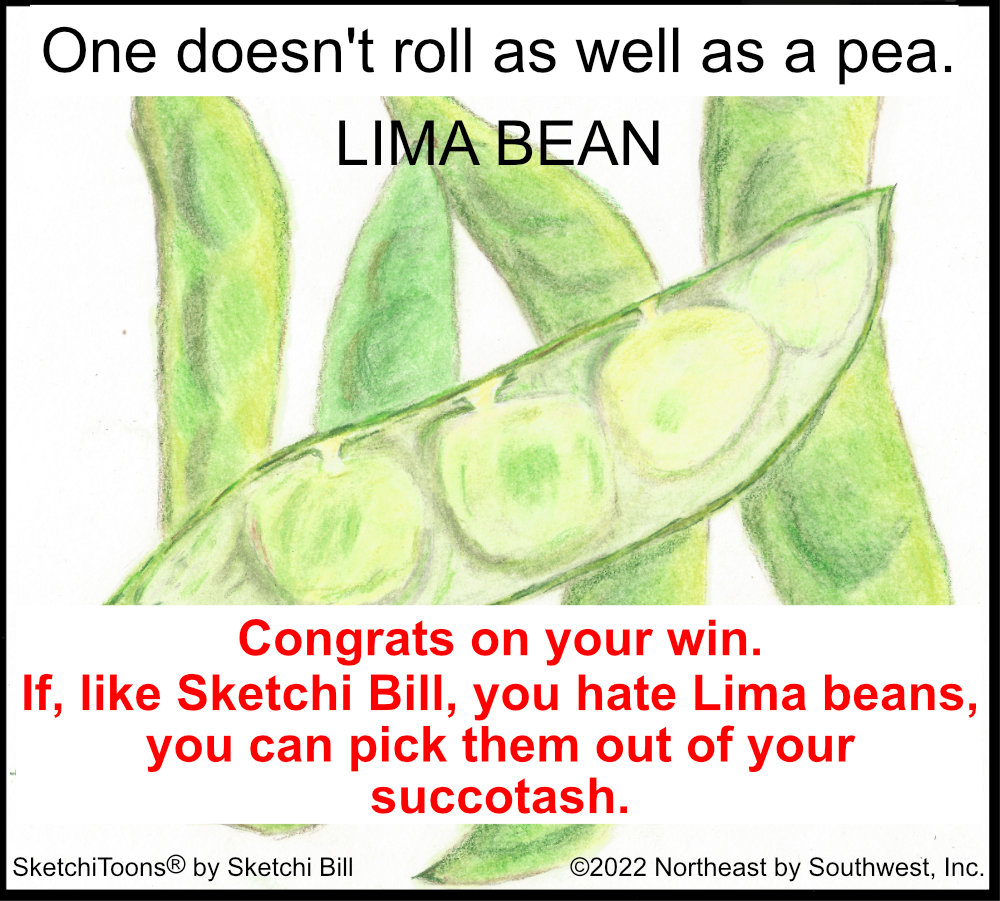 One doesn't roll as well as a pea.
LIMA BEAN
Congrats on your win.
If, like Sketchi Bill, you hate Lima beans,
you can pick them out of your
succotash.
SketchiToons® by Sketchi Bill
©2022 Northeast by Southwest, Inc.